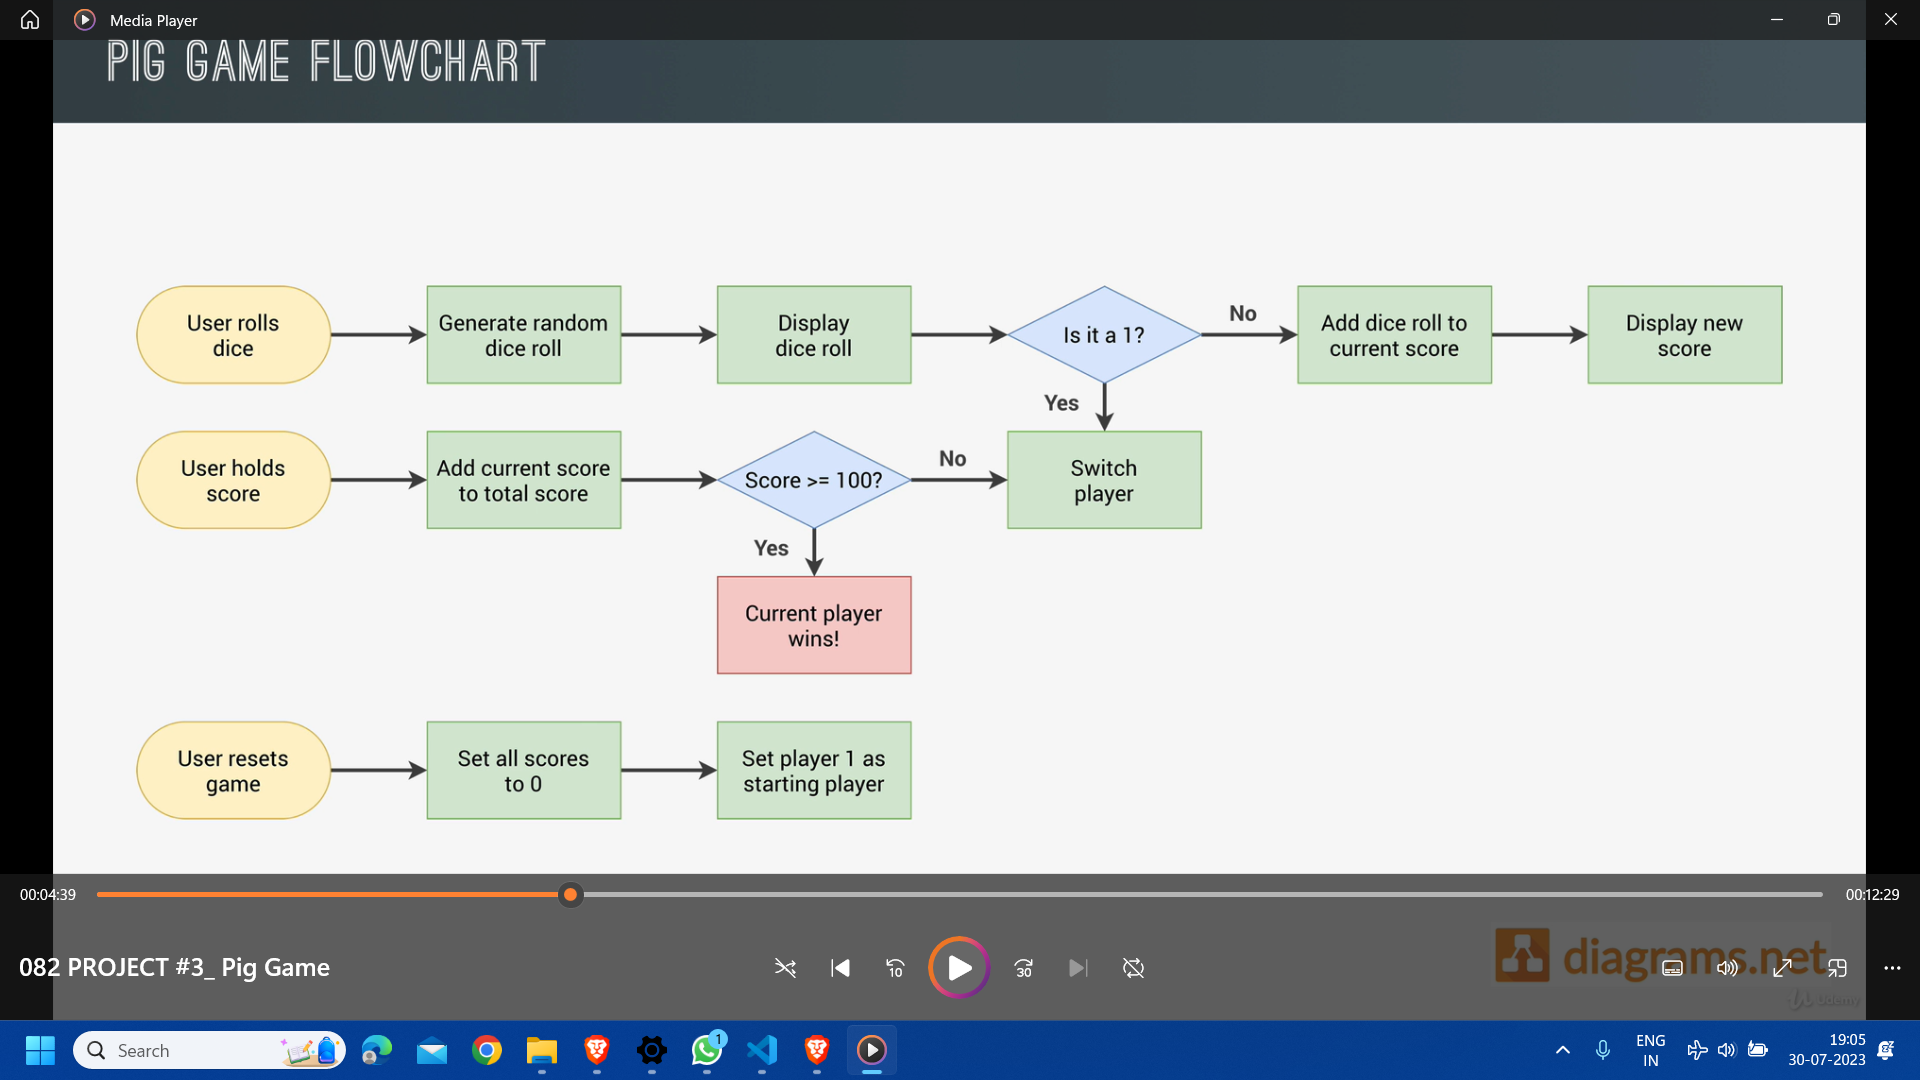 Media Player
PIG GAME FLOWCHART
User rolls
dice
Generate random
dice roll
Display
dice roll
Is it a 1?
No
Add dice roll to
current score
Display new
score
Yes
User holds
score
Add current score
to total score
Score >= 100?
No
Switch
player
Yes
Current player
wins!
User resets
game
Set all scores
to 0
Set player 1 as
starting player
00:04:39
00:12:29
082 PROJECT #3_ Pig Game
10
30
diagrams.net
Udemy
Search
1
ENG
IN
19:05
30-07-2023